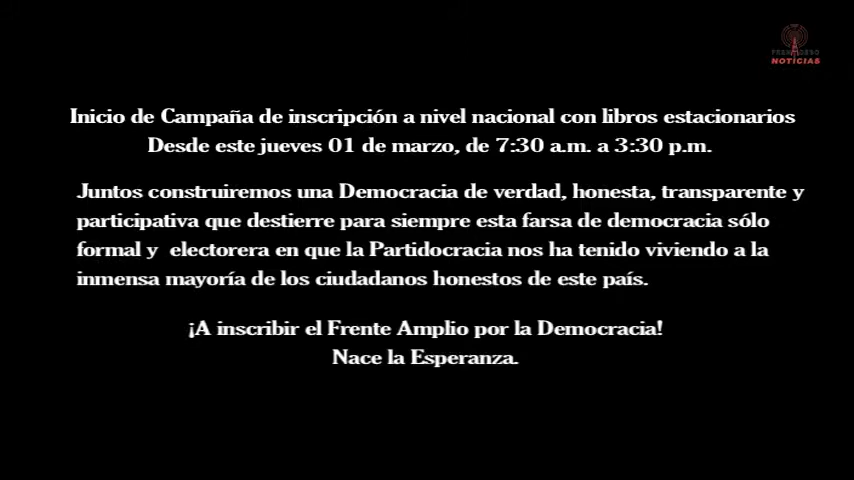 NOTICIAS
Inicio de Campaña de inscripción a nivel nacional con libros estacionarios
Desde este jueves 01 de marzo, de 7:30 a.m. a 3:30 p.m.
Juntos construiremos una Democracia de verdad, honesta, transparente y
participativa que destierre para siempre esta farsa de democracia sólo
formal y electorera en que la Partidocracia nos ha tenido viviendo a la
inmensa mayoría de los ciudadanos honestos de este país.
¡A inscribir el Frente Amplio por la Democracia!
Nace la Esperanza.